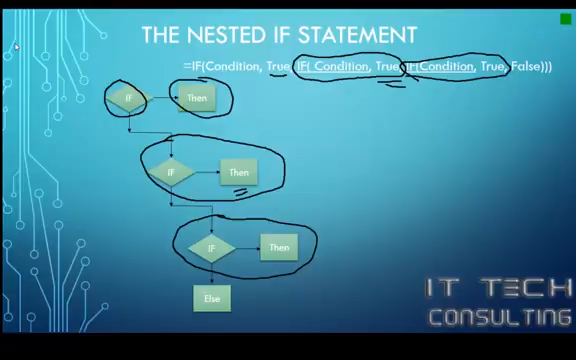 THE NESTED IF STATEMENT
=IF(Condition, True, IF( Condition, True, IF(Condition, True, False)))
IF Then
IF Then
IF Then
Else
IT TECH
CONSULTING